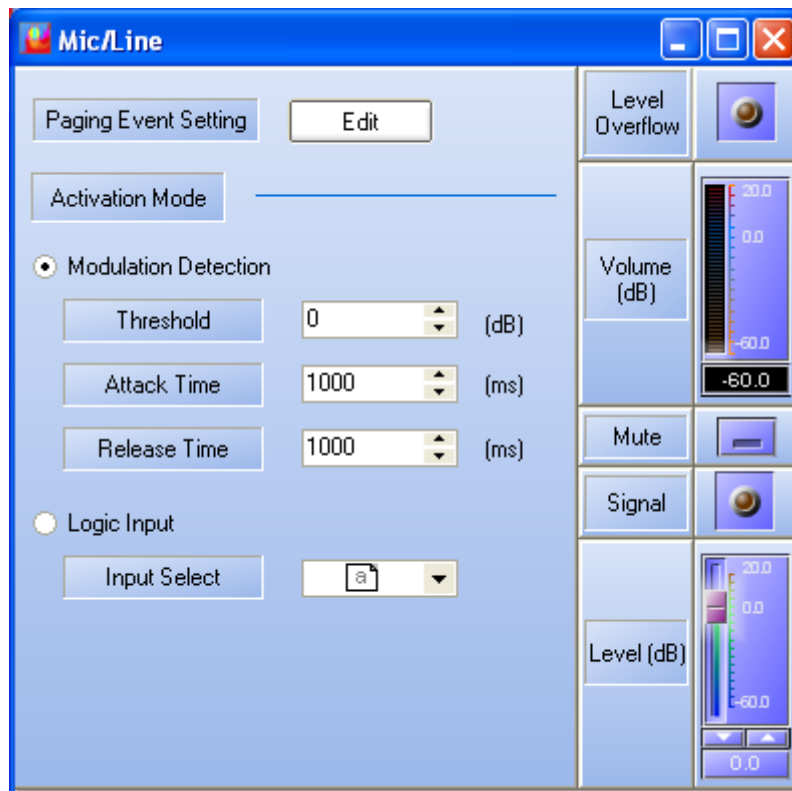 Mic/Line
Paging Event Setting
Edit
Activation Mode
Modulation Detection
Threshold
0
(dB)
Attack Time
1000
(ms)
Release Time
1000
(ms)
Logic Input
Input Select
a
Level
Overflow
Volume
(dB)
20.0
0.0
-60.0
-60.0
Mute
Signal
Level (dB)
20.0
0.0
-60.0
0.0